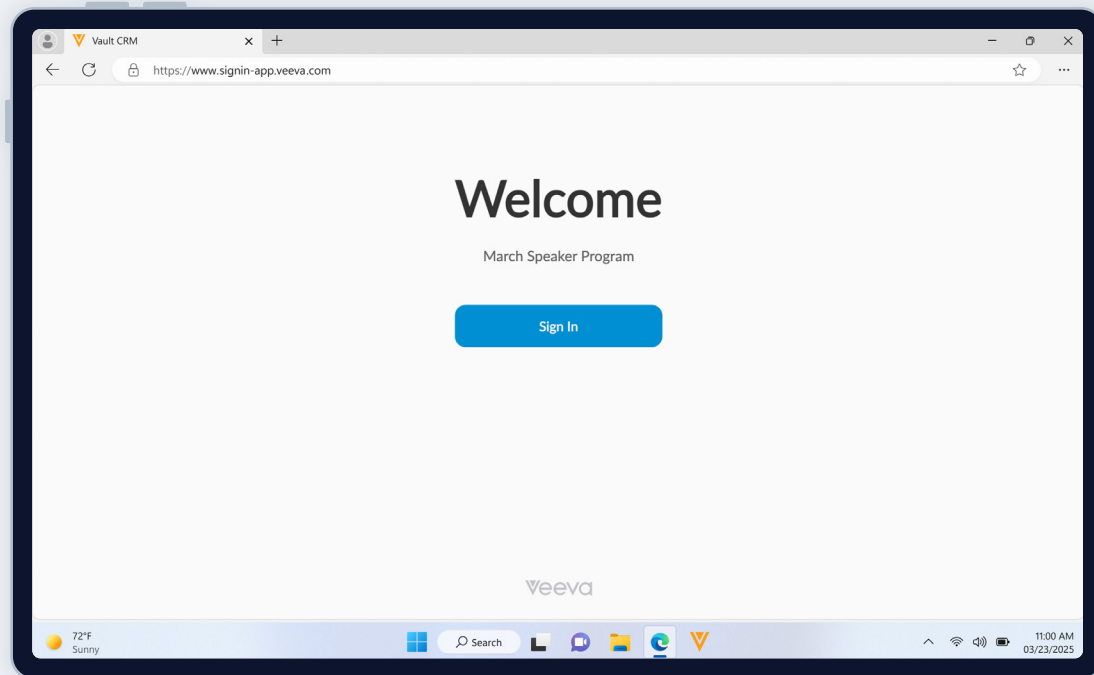 Vault CRM
https://www.signin-app.veeva.com
Welcome
March Speaker Program
Sign In
Veeva
72°F
Sunny
Search
11:00 AM
03/23/2025